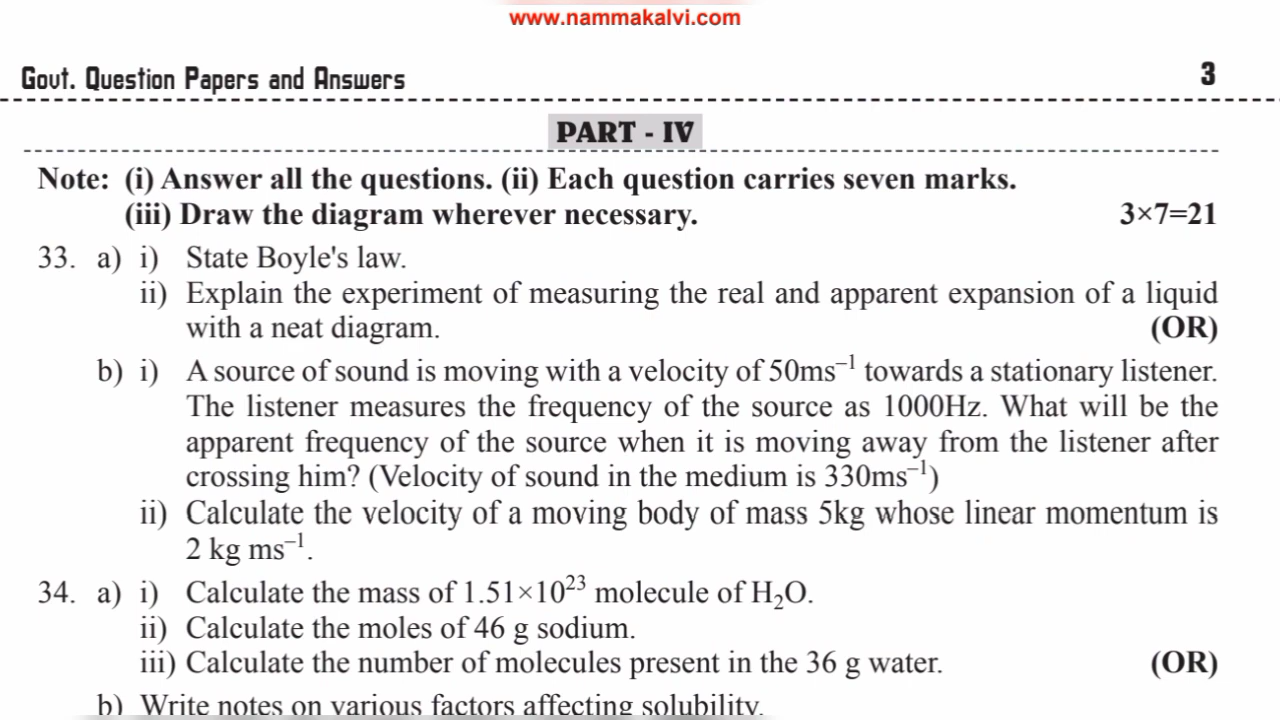 www.nammakalvi.com
Govt. Question Papers and Answers 3
PART - IV
Note: (i) Answer all the questions. (ii) Each question carries seven marks.
(iii) Draw the diagram wherever necessary. 3×7=21
33. a) i) State Boyle's law.
ii) Explain the experiment of measuring the real and apparent expansion of a liquid
with a neat diagram. (OR)
b) i) A source of sound is moving with a velocity of 50ms⁻¹ towards a stationary listener.
The listener measures the frequency of the source as 1000Hz. What will be the
apparent frequency of the source when it is moving away from the listener after
crossing him? (Velocity of sound in the medium is 330ms⁻¹)
ii) Calculate the velocity of a moving body of mass 5kg whose linear momentum is
2 kg ms⁻¹.
34. a) i) Calculate the mass of 1.51×10²³ molecule of H₂O.
ii) Calculate the moles of 46 g sodium.
iii) Calculate the number of molecules present in the 36 g water. (OR)
b) Write notes on various factors affecting solubility.